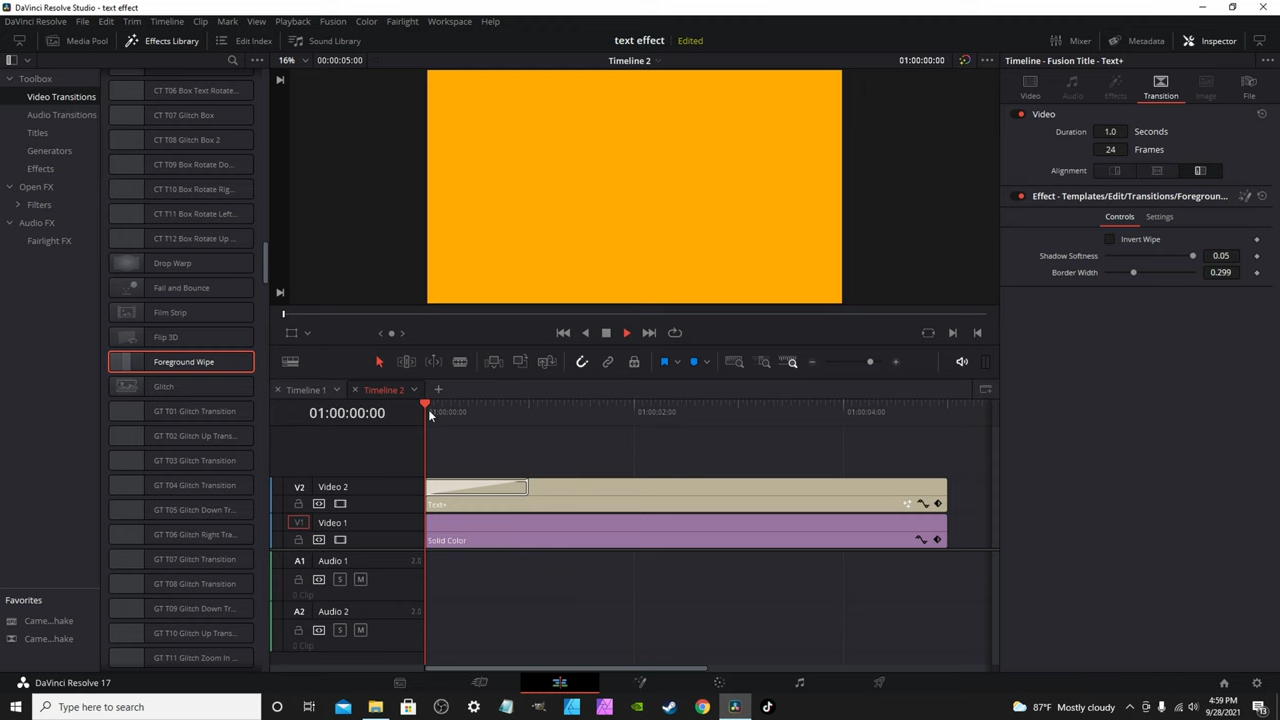 DaVinci Resolve Studio - text effect
DaVinci Resolve File Edit Trim Timeline Clip Mark View Playback Fusion Color Fairlight Workspace Help
Media Pool Effects Library Edit Index Sound Library text effect Edited Mixer Metadata Inspector
16% 00:00:05:00 Timeline 2 01:00:00:00 Timeline - Fusion Title - Text+
Toolbox
Video Transitions
Audio Transitions
Titles
Generators
Effects
Open FX
Filters
Audio FX
Fairlight FX
Favorites
Came...hake
Came...hake
CT T06 Box Text Rotate...
CT T07 Glitch Box
CT T08 Glitch Box 2
CT T09 Box Rotate Do...
CT T10 Box Rotate Rig...
CT T11 Box Rotate Left...
CT T12 Box Rotate Up ...
Drop Warp
Fall and Bounce
Film Strip
Flip 3D
Foreground Wipe
Glitch
GT T01 Glitch Transition
GT T02 Glitch Up Trans...
GT T03 Glitch Transition
GT T04 Glitch Transition
GT T05 Glitch Down Tr...
GT T06 Glitch Right Tra...
GT T07 Glitch Transition
GT T08 Glitch Transition
GT T09 Glitch Down Tr...
GT T10 Glitch Up Trans...
GT T11 Glitch Zoom In ...
Video Audio Effects Transition Image File
Video
Duration 1.0 Seconds
24 Frames
Alignment
Effect - Templates/Edit/Transitions/Foregroun...
Controls Settings
Invert Wipe
Shadow Softness 0.05
Border Width 0.299
Timeline 1 Timeline 2
01:00:00:00 01:00:00:00 01:00:02:00 01:00:04:00
V2 Video 2
Text+
V1 Video 1
Solid Color
A1 Audio 1 2.0
S M
0 Clip
A2 Audio 2 2.0
S M
0 Clip
DaVinci Resolve 17
Type here to search
87°F Mostly cloudy
4:59 PM
9/28/2021